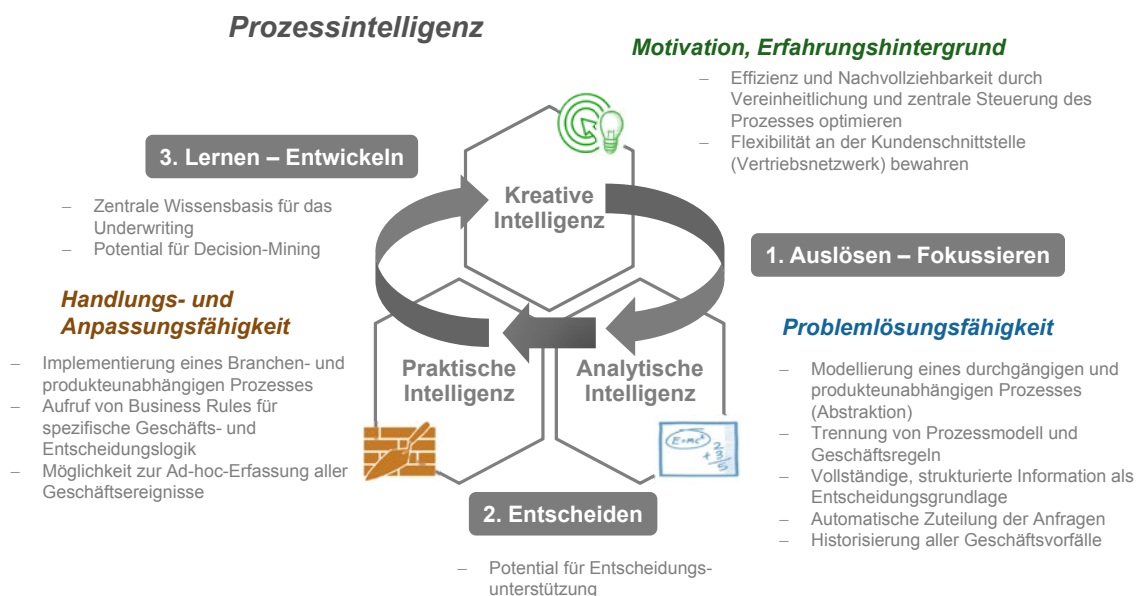 Prozessintelligenz
Motivation, Erfahrungshintergrund
– Effizienz und Nachvollziehbarkeit durch
Vereinheitlichung und zentrale Steuerung des
Prozesses optimieren
– Flexibilität an der Kundenschnittstelle
(Vertriebsnetzwerk) bewahren
3. Lernen – Entwickeln
– Zentrale Wissensbasis für das
Underwriting
– Potential für Decision-Mining
Kreative
Intelligenz
1. Auslösen – Fokussieren
Handlungs- und
Anpassungsfähigkeit
– Implementierung eines Branchen- und
produkteunabhängigen Prozesses
– Aufruf von Business Rules für
spezifische Geschäfts- und
Entscheidungslogik
– Möglichkeit zur Ad-hoc-Erfassung aller
Geschäftsereignisse
Praktische
Intelligenz
Analytische
Intelligenz
E=mc²
Problemlösungsfähigkeit
– Modellierung eines durchgängigen und
produkteunabhängigen Prozesses
(Abstraktion)
– Trennung von Prozessmodell und
Geschäftsregeln
– Vollständige, strukturierte Information als
Entscheidungsgrundlage
– Automatische Zuteilung der Anfragen
– Historisierung aller Geschäftsvorfälle
2. Entscheiden
– Potential für Entscheidungs-
unterstützung